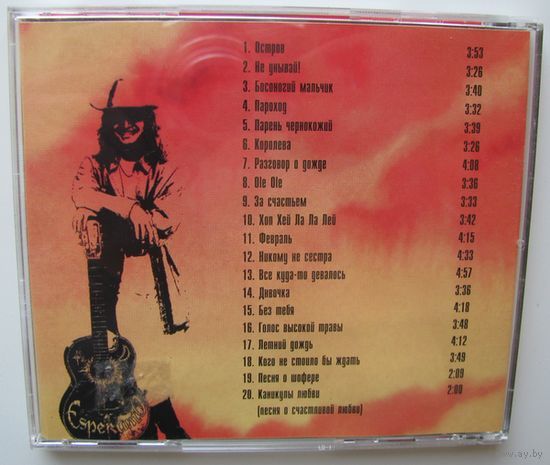 1. Остров 3:53
2. Не унывай! 3:26
3. Босоногий мальчик 3:40
4. Пароход 3:32
5. Парень чернокожий 3:39
6. Королева 3:26
7. Разговор о дожде 4:08
8. Ole Ole 3:36
9. За счастьем 3:33
10. Хоп Хей Ла Ла Лей 3:42
11. Февраль 4:15
12. Никому не сестра 4:33
13. Все куда-то девалось 4:57
14. Дивочка 3:36
15. Без тебя 4:18
16. Голос высокой травы 3:48
17. Летний дождь 4:12
18. Кого не стоило бы ждать 3:49
19. Песня о шофере 2:09
20. Каникулы любви 2:00
(песня о счастливой любви)
www.ay.by